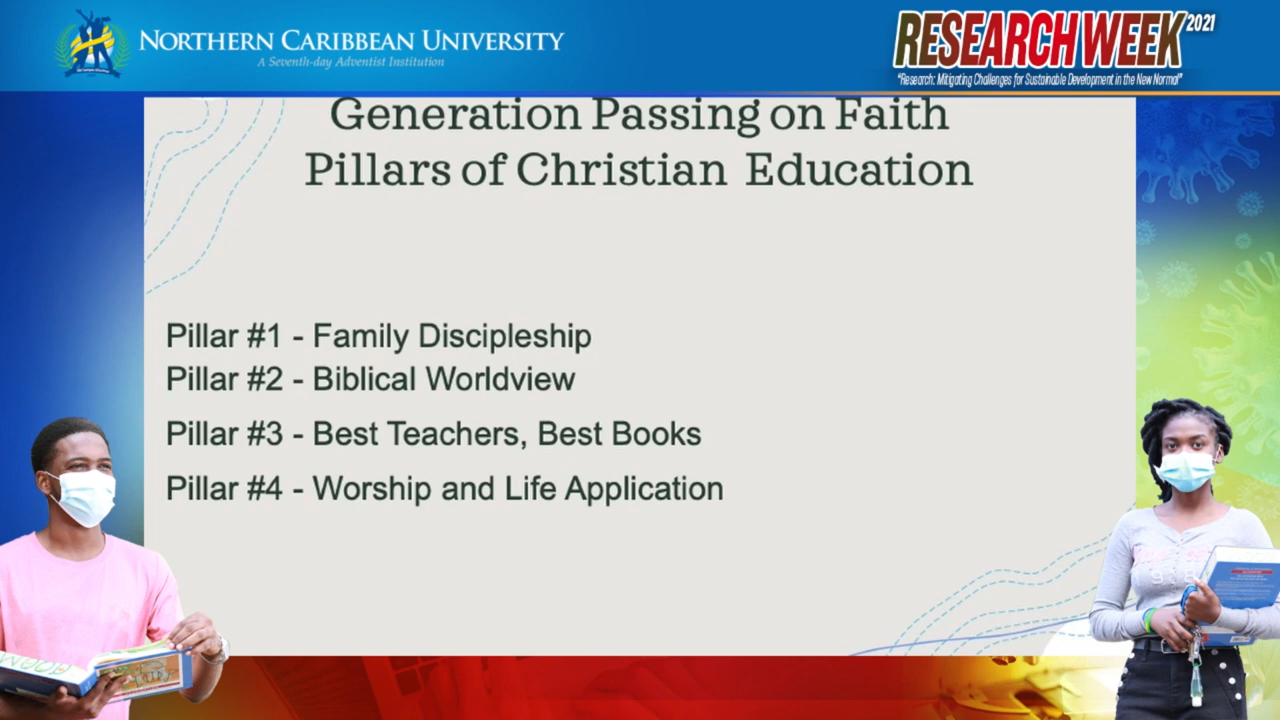 NORTHERN CARIBBEAN UNIVERSITY
A Seventh-day Adventist Institution
RESEARCH WEEK 2021
"Research: Mitigating Challenges for Sustainable Development in the New Normal"
Generation Passing on Faith
Pillars of Christian Education
Pillar #1 - Family Discipleship
Pillar #2 - Biblical Worldview
Pillar #3 - Best Teachers, Best Books
Pillar #4 - Worship and Life Application